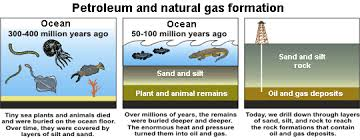 Petroleum and natural gas formation
Ocean
300-400 million years ago
Tiny sea plants and animals died
and were buried on the ocean floor.
Over time, they were covered by
layers of silt and sand.
Ocean
50-100 million years ago
Sand and silt
Plant and animal remains
Over millions of years, the remains
were buried deeper and deeper.
The enormous heat and pressure
turned them into oil and gas.
Sand and silt
rock
Oil and gas deposits
Today, we drill down through layers
of sand, silt, and rock to reach
the rock formations that contain
oil and gas deposits.